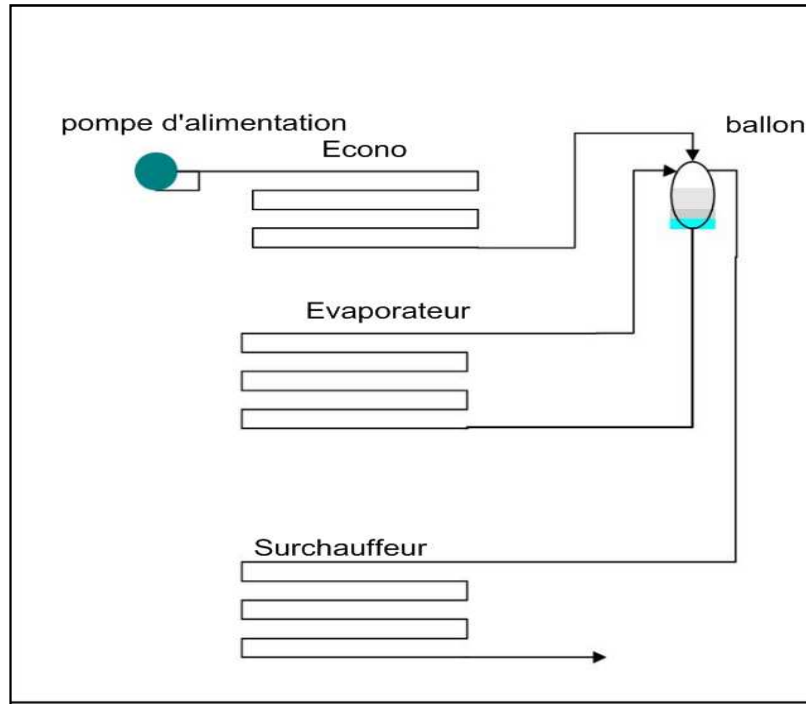 pompe d'alimentation
Econo
ballon
Evaporateur
Surchauffeur